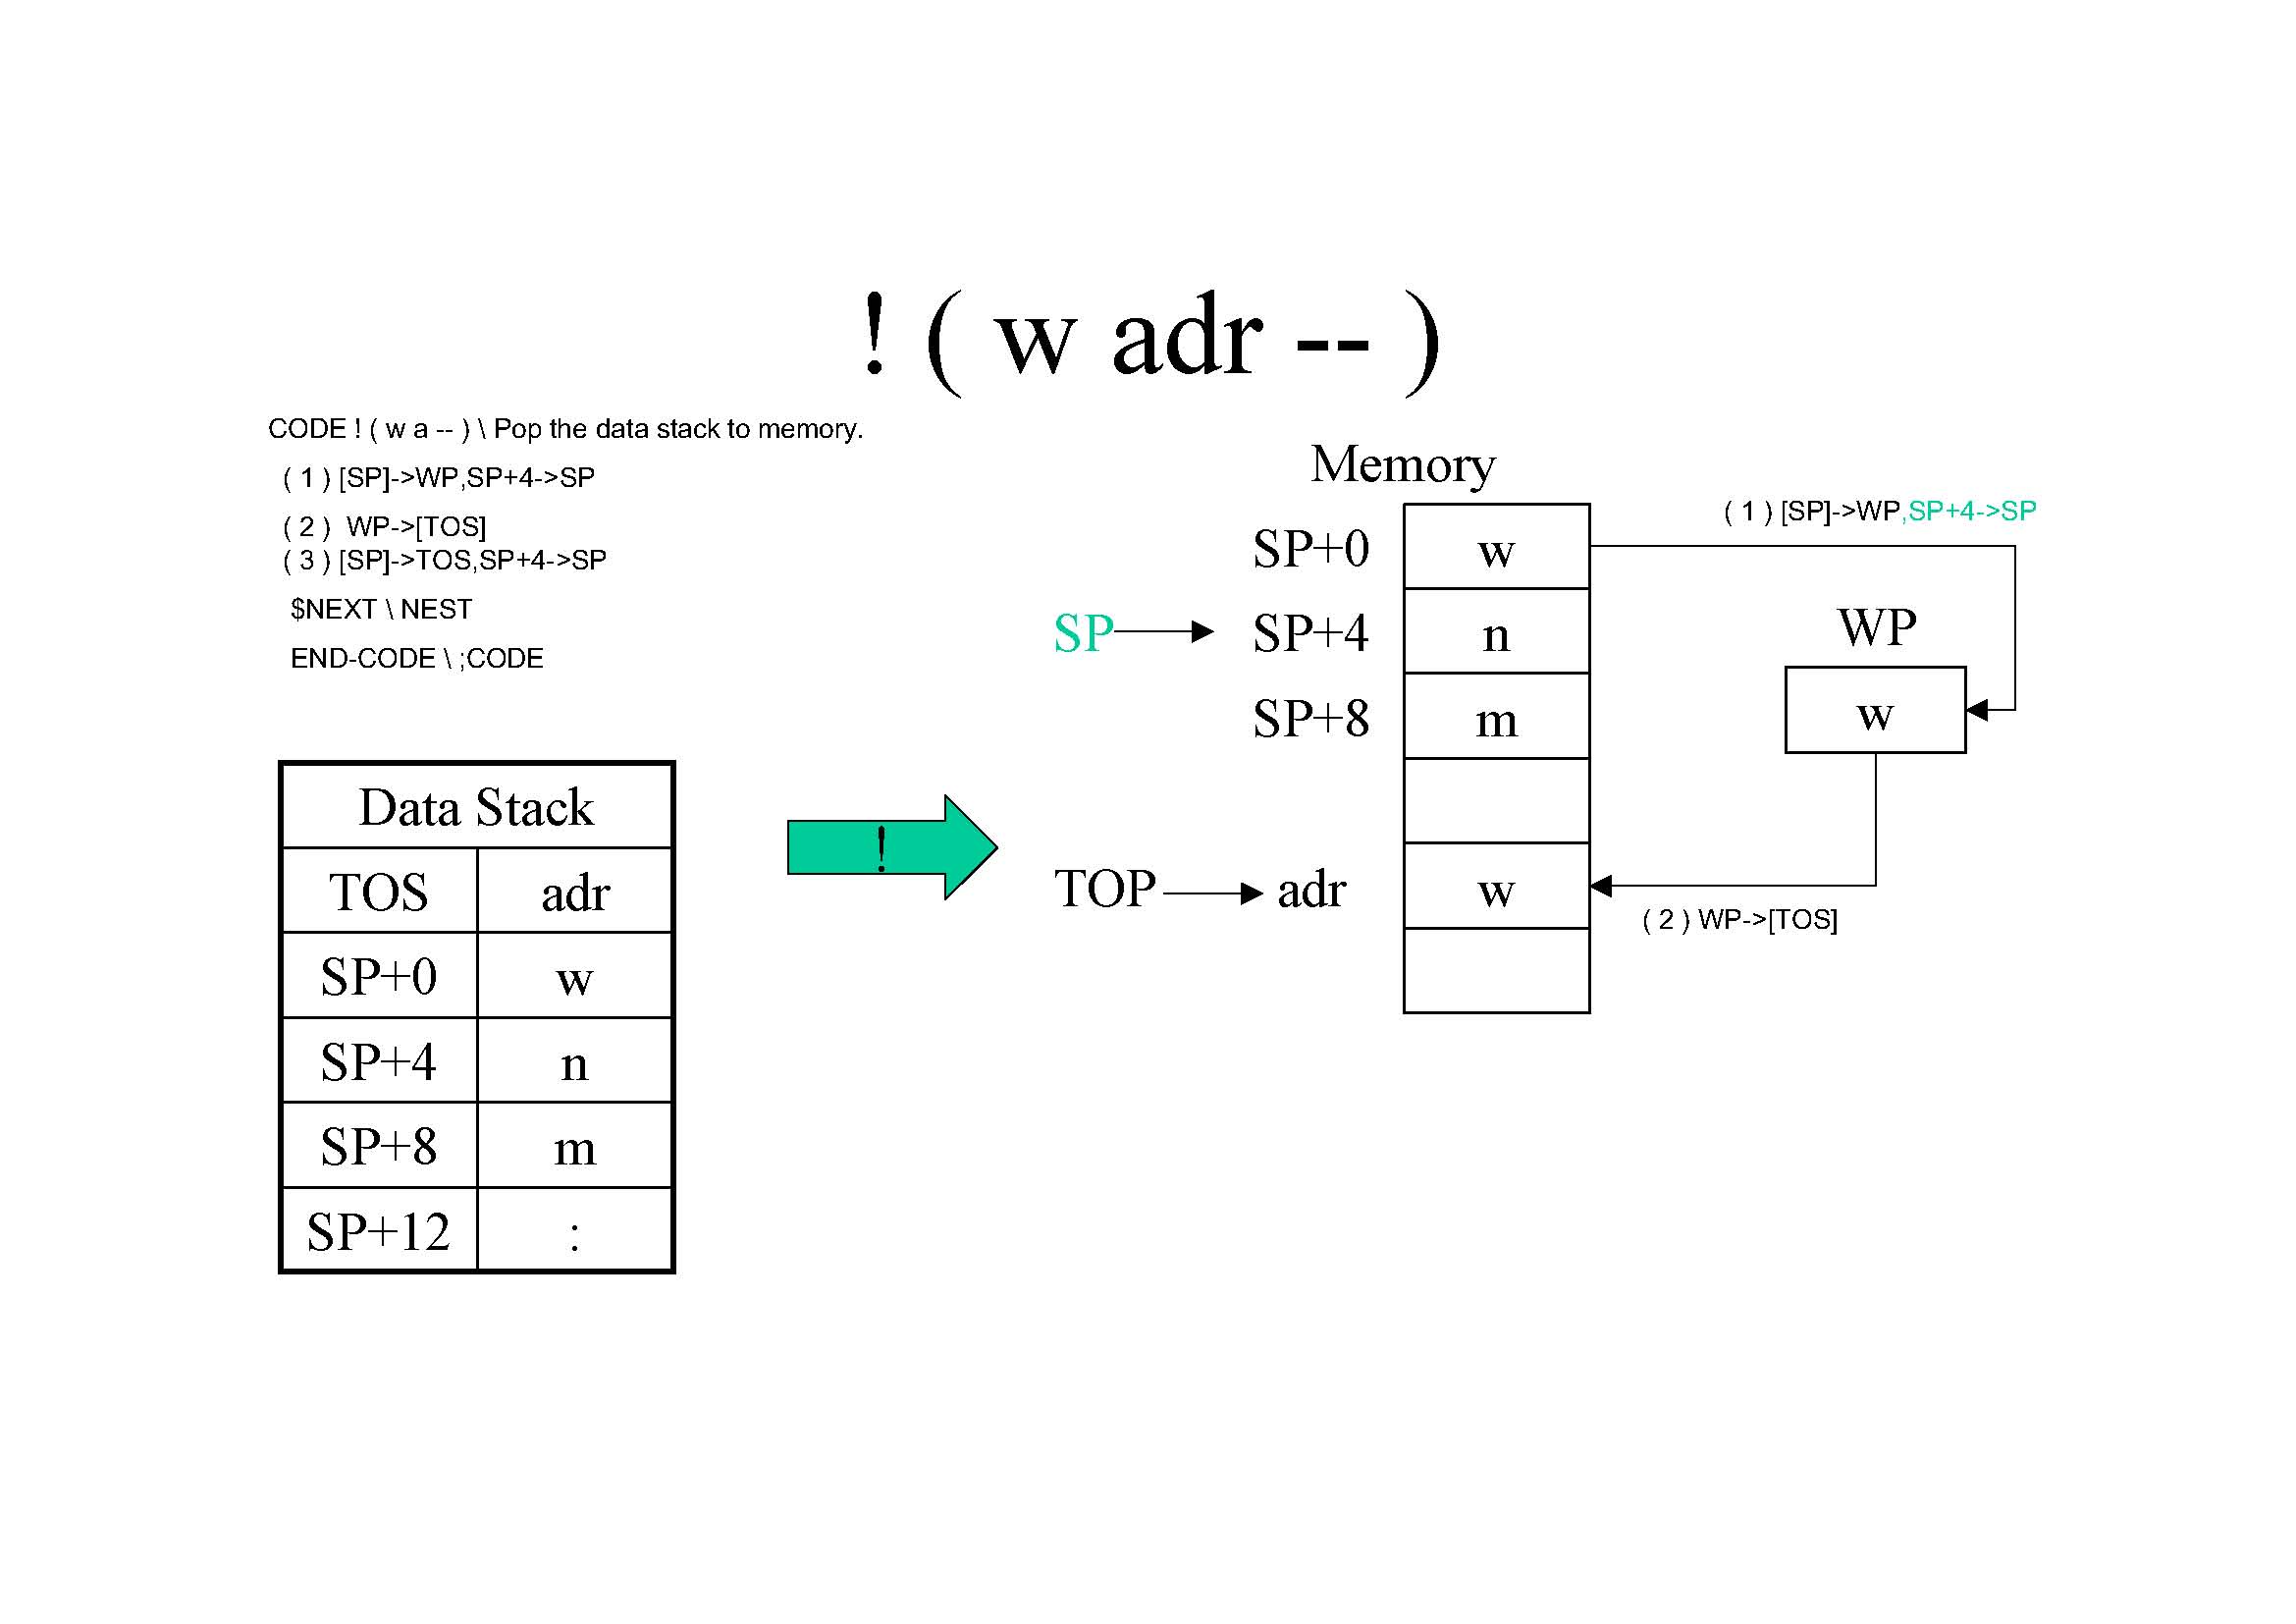 ! ( w adr -- )
CODE ! ( w a -- ) \ Pop the data stack to memory.
( 1 ) [SP]->WP,SP+4->SP
( 2 ) WP->[TOS]
( 3 ) [SP]->TOS,SP+4->SP
$NEXT \ NEST
END-CODE \ ;CODE
Data Stack
TOS adr
SP+0 w
SP+4 n
SP+8 m
SP+12 :
!
Memory
SP+0 w
SP SP+4 n
SP+8 m
TOP adr w
( 1 ) [SP]->WP,SP+4->SP
WP
w
( 2 ) WP->[TOS]